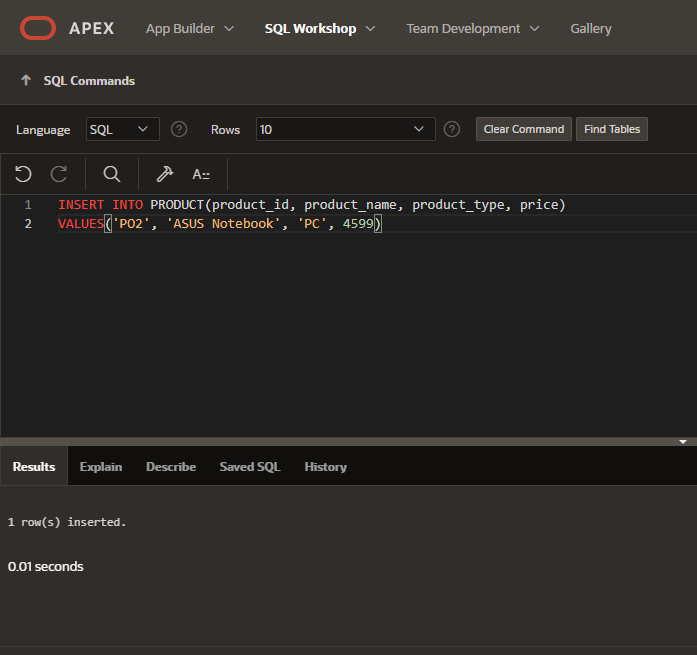 APEX App Builder SQL Workshop Team Development Gallery
SQL Commands
Language SQL ? Rows 10 ? Clear Command Find Tables
A::
1 INSERT INTO PRODUCT(product_id, product_name, product_type, price)
2 VALUES('PO2', 'ASUS Notebook', 'PC', 4599)
Results Explain Describe Saved SQL History
1 row(s) inserted.
0.01 seconds